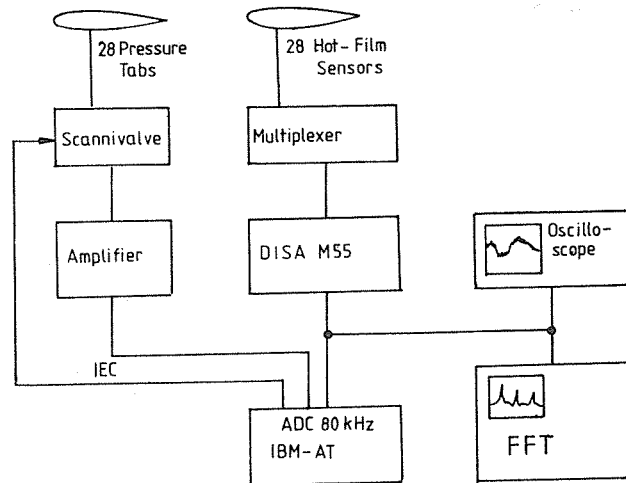 28 Pressure
Tabs
28 Hot-Film
Sensors
Scannivalve
Multiplexer
Amplifier
DISA M55
Oscillo-
scope
IEC
ADC 80 kHz
IBM-AT
FFT